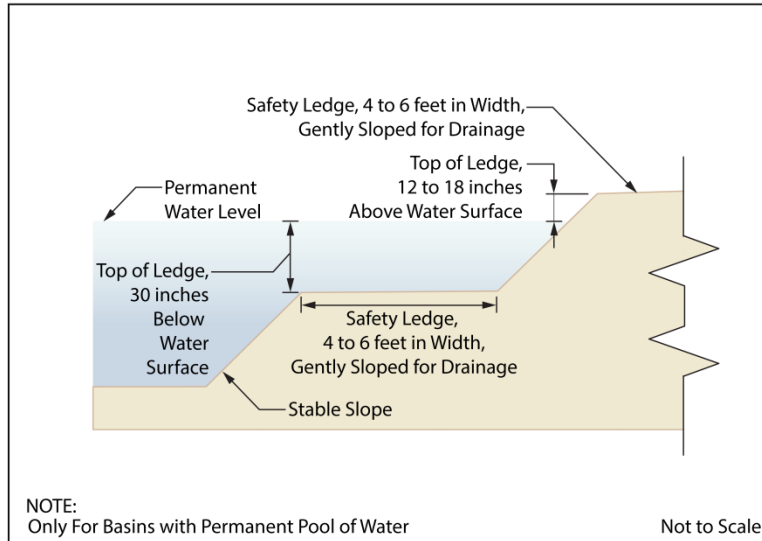 Safety Ledge, 4 to 6 feet in Width,
Gently Sloped for Drainage
Top of Ledge,
12 to 18 inches
Above Water Surface
Permanent
Water Level
Top of Ledge,
30 inches
Below
Water
Surface
Safety Ledge,
4 to 6 feet in Width,
Gently Sloped for Drainage
Stable Slope
NOTE:
Only For Basins with Permanent Pool of Water
Not to Scale